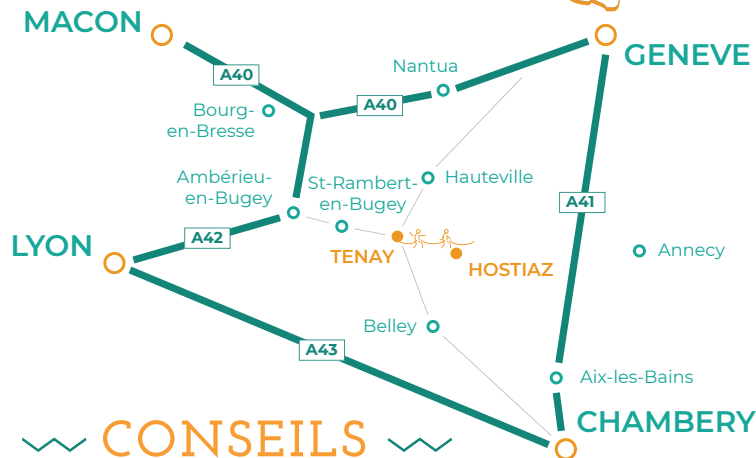 MACON
GENEVE
A40
Nantua
A40
Bourg-
en-Bresse
Ambérieu-
en-Bugey
St-Rambert-
en-Bugey
Hauteville
A41
A42
LYON
TENAY
HOSTIAZ
Annecy
Belley
A43
Aix-les-Bains
CHAMBERY
CONSEILS